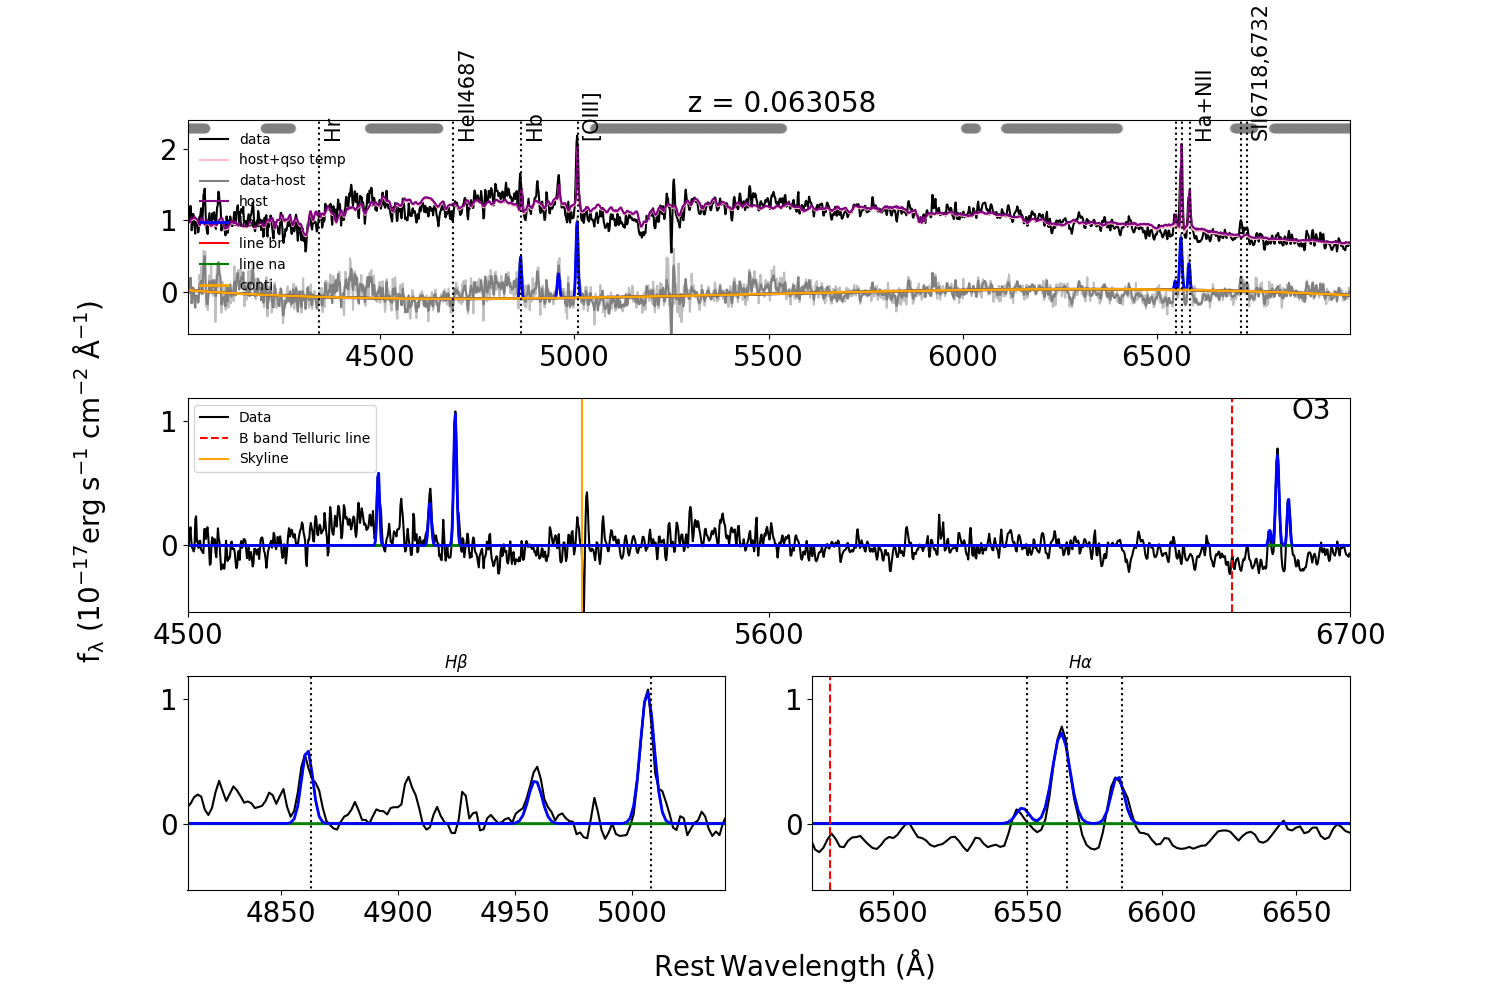 z = 0.063058
Hr
HeII4687
Hb
[OIII]
Ha+NII
SII6718,6732
data
host+qso temp
data-host
host
line br
line na
conti
2
1
0
4500
5000
5500
6000
6500
O3
Data
B band Telluric line
Skyline
1
0
4500
5600
6700
fλ (10⁻¹⁷erg s⁻¹ cm⁻² Å⁻¹)
Hβ
1
0
4850
4900
4950
5000
Hα
1
0
6500
6550
6600
6650
Rest Wavelength (Å)